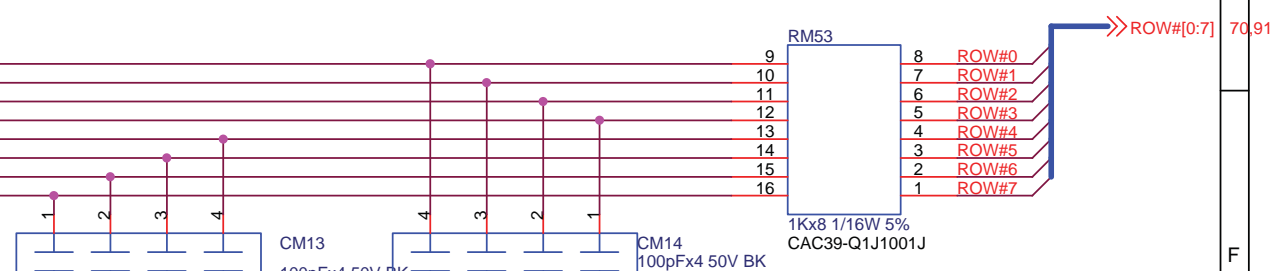 ROW#[0:7] 70,91
RM53
9 8 ROW#0
10 7 ROW#1
11 6 ROW#2
12 5 ROW#3
13 4 ROW#4
14 3 ROW#5
15 2 ROW#6
16 1 ROW#7
1 2 3 4 4 3 2 1
1Kx8 1/16W 5%
CAC39-Q1J1001J
CM13
CM14
100pFx4 50V BK
100pFx4 50V BK
F